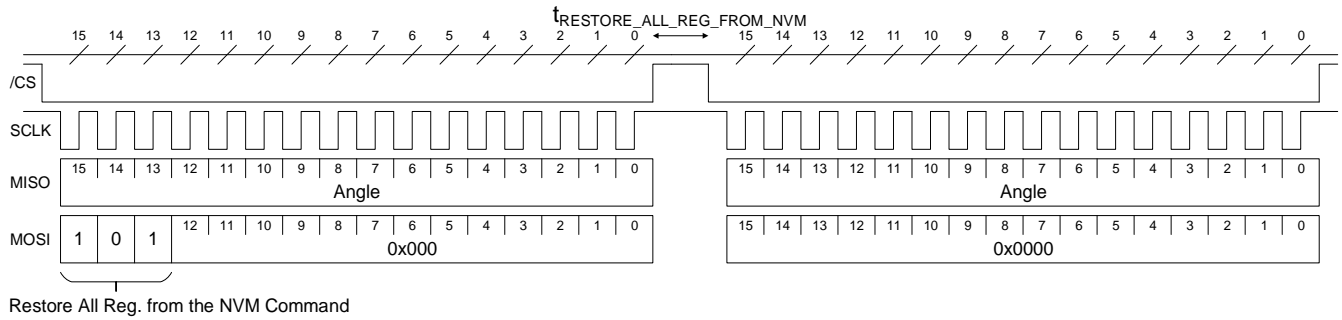 tRESTORE_ALL_REG_FROM_NVM
15 14 13 12 11 10 9 8 7 6 5 4 3 2 1 0 15 14 13 12 11 10 9 8 7 6 5 4 3 2 1 0
/CS
SCLK
15 14 13 12 11 10 9 8 7 6 5 4 3 2 1 0 15 14 13 12 11 10 9 8 7 6 5 4 3 2 1 0
MISO Angle Angle
MOSI 1 0 1 12 11 10 9 8 7 6 5 4 3 2 1 0 15 14 13 12 11 10 9 8 7 6 5 4 3 2 1 0
0x000 0x0000
Restore All Reg. from the NVM Command